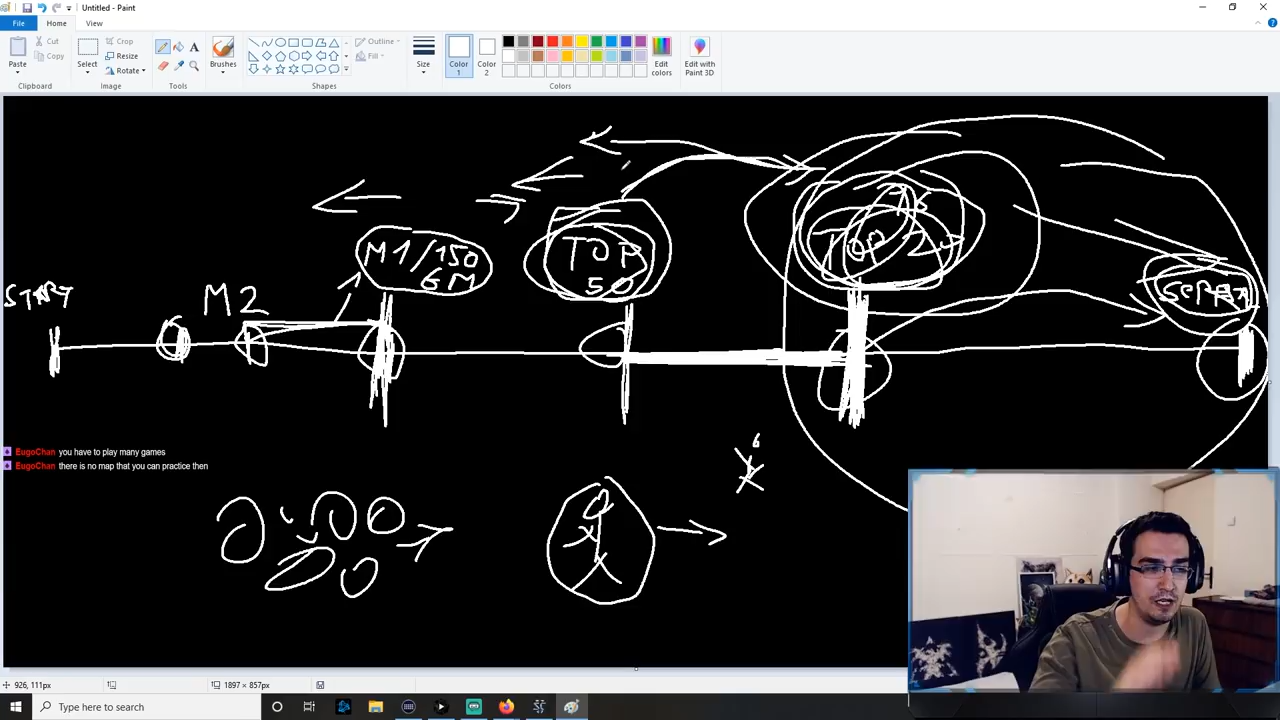 Untitled - Paint
File
Home
View
Paste
Cut
Copy
Clipboard
Select
Crop
Resize
Rotate
Image
A
Tools
Brushes
Shapes
Outline
Fill
Size
Color 1
Color 2
Edit colors
Colors
Edit with Paint 3D
START
M2
M1/150
6M
TOP
50
TOP
6
EugoChan you have to play many games
EugoChan there is no map that you can practice then
926, 111px
1897 × 857px
Type here to search